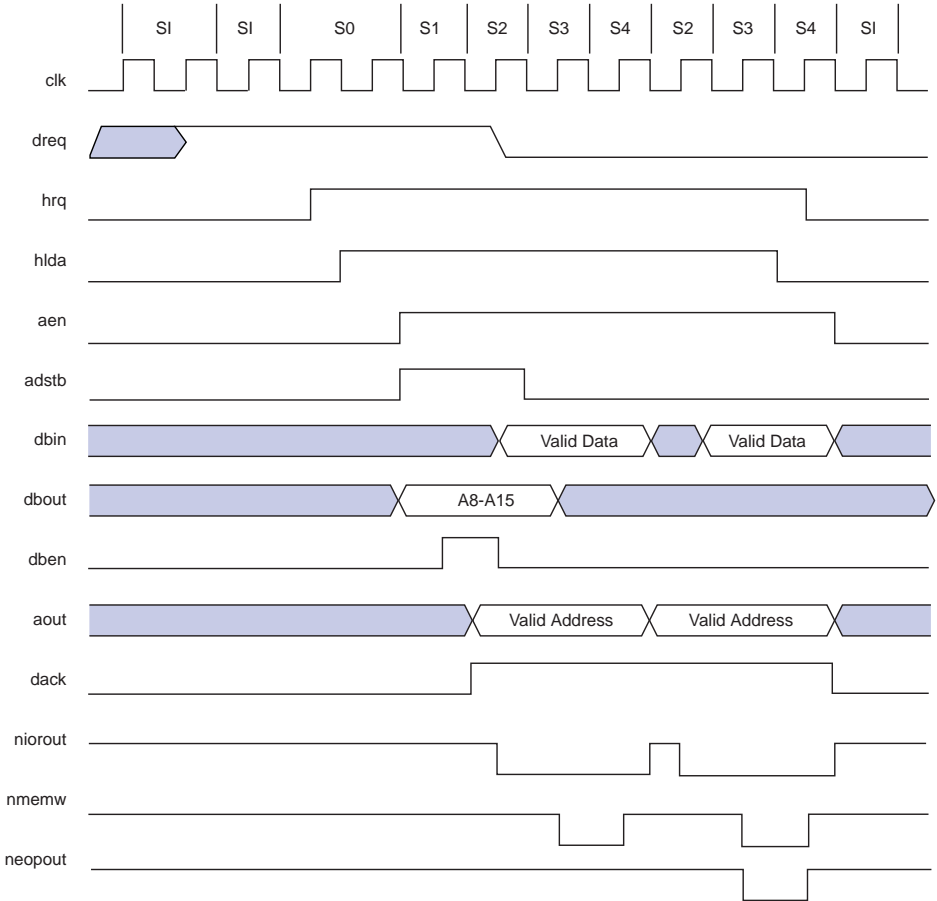 SI SI S0 S1 S2 S3 S4 S2 S3 S4 SI
clk
dreq
hrq
hlda
aen
adstb
dbin Valid Data Valid Data
dbout A8-A15
dben
aout Valid Address Valid Address
dack
niorout
nmemw
neopout